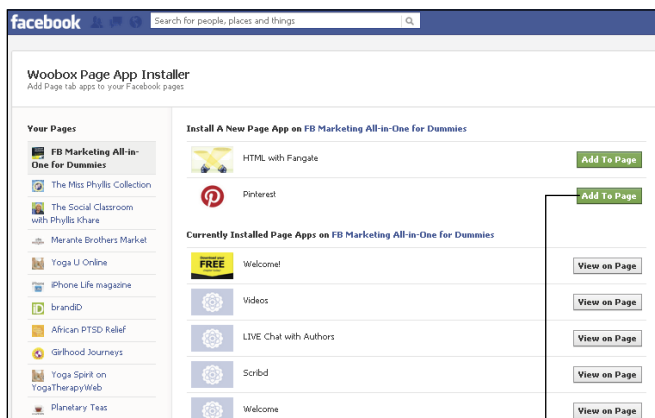 facebook
Search for people, places and things
Woobox Page App Installer
Add Page tab apps to your Facebook pages
Your Pages
FB Marketing All-in-
One for Dummies
The Miss Phyllis Collection
The Social Classroom
with Phyllis Khare
Merante Brothers Market
Yoga U Online
iPhone Life magazine
brandiD
African PTSD Relief
Girlhood Journeys
Yoga Spirit on
YogaTherapyWeb
Planetary Teas
Install A New Page App on FB Marketing All-in-One for Dummies
HTML with Fangate
Add To Page
Pinterest
Add To Page
Currently Installed Page Apps on FB Marketing All-in-One for Dummies
FREE
Welcome!
View on Page
Videos
View on Page
LIVE Chat with Authors
View on Page
Scribd
View on Page
Welcome
View on Page